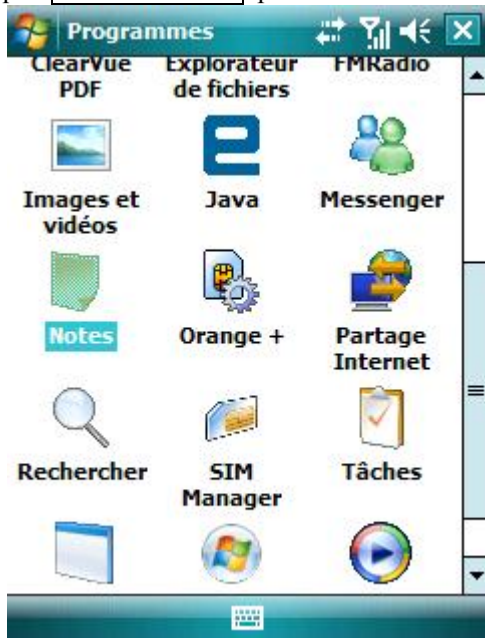 Programmes
ClearVue Explorateur FMRadio
PDF de fichiers
Images et Java Messenger
vidéos
Notes Orange + Partage
Internet
Rechercher SIM Tâches
Manager